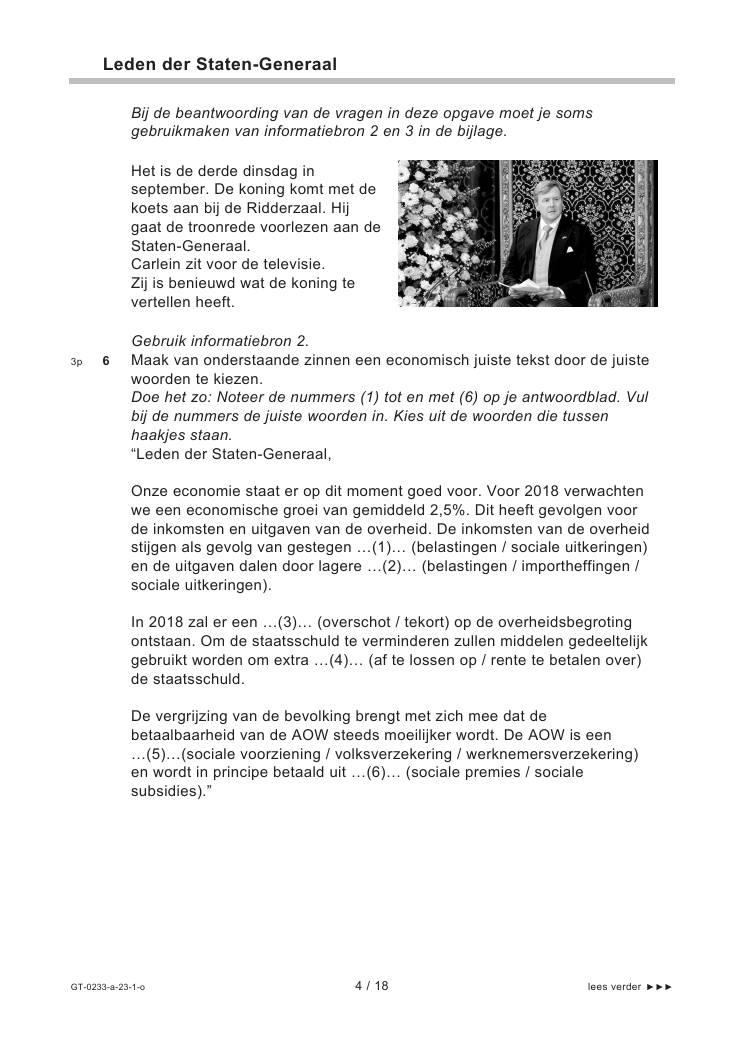 Leden der Staten-Generaal
Bij de beantwoording van de vragen in deze opgave moet je soms
gebruikmaken van informatiebron 2 en 3 in de bijlage.
Het is de derde dinsdag in
september. De koning komt met de
koets aan bij de Ridderzaal. Hij
gaat de troonrede voorlezen aan de
Staten-Generaal.
Carlein zit voor de televisie.
Zij is benieuwd wat de koning te
vertellen heeft.
Gebruik informatiebron 2.
3p 6 Maak van onderstaande zinnen een economisch juiste tekst door de juiste
woorden te kiezen.
Doe het zo: Noteer de nummers (1) tot en met (6) op je antwoordblad. Vul
bij de nummers de juiste woorden in. Kies uit de woorden die tussen
haakjes staan.
“Leden der Staten-Generaal,
Onze economie staat er op dit moment goed voor. Voor 2018 verwachten
we een economische groei van gemiddeld 2,5%. Dit heeft gevolgen voor
de inkomsten en uitgaven van de overheid. De inkomsten van de overheid
stijgen als gevolg van gestegen …(1)… (belastingen / sociale uitkeringen)
en de uitgaven dalen door lagere …(2)… (belastingen / importheffingen /
sociale uitkeringen).
In 2018 zal er een …(3)… (overschot / tekort) op de overheidsbegroting
ontstaan. Om de staatsschuld te verminderen zullen middelen gedeeltelijk
gebruikt worden om extra …(4)… (af te lossen op / rente te betalen over)
de staatsschuld.
De vergrijzing van de bevolking brengt met zich mee dat de
betaalbaarheid van de AOW steeds moeilijker wordt. De AOW is een
…(5)…(sociale voorziening / volksverzekering / werknemersverzekering)
en wordt in principe betaald uit …(6)… (sociale premies / sociale
subsidies).”
GT-0233-a-23-1-o 4 / 18 lees verder ►►►